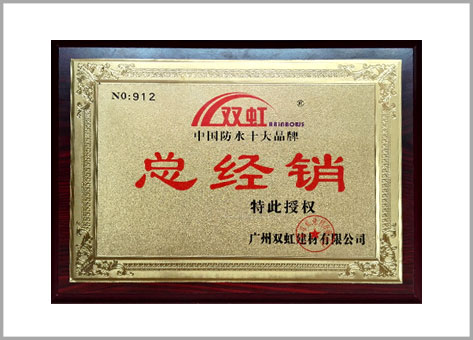 NO:912
双虹
®
RAINBOWS
中国防水十大品牌
总经销
特此授权
广州双虹建材有限公司